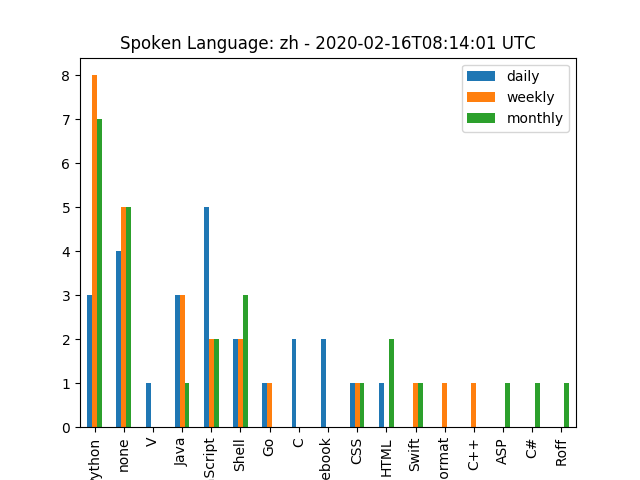 Spoken Language: zh - 2020-02-16T08:14:01 UTC
daily
weekly
monthly
8
7
6
5
4
3
2
1
0
ython
none
V
Java
Script
Shell
Go
C
ebook
CSS
HTML
Swift
ormat
C++
ASP
C#
Roff